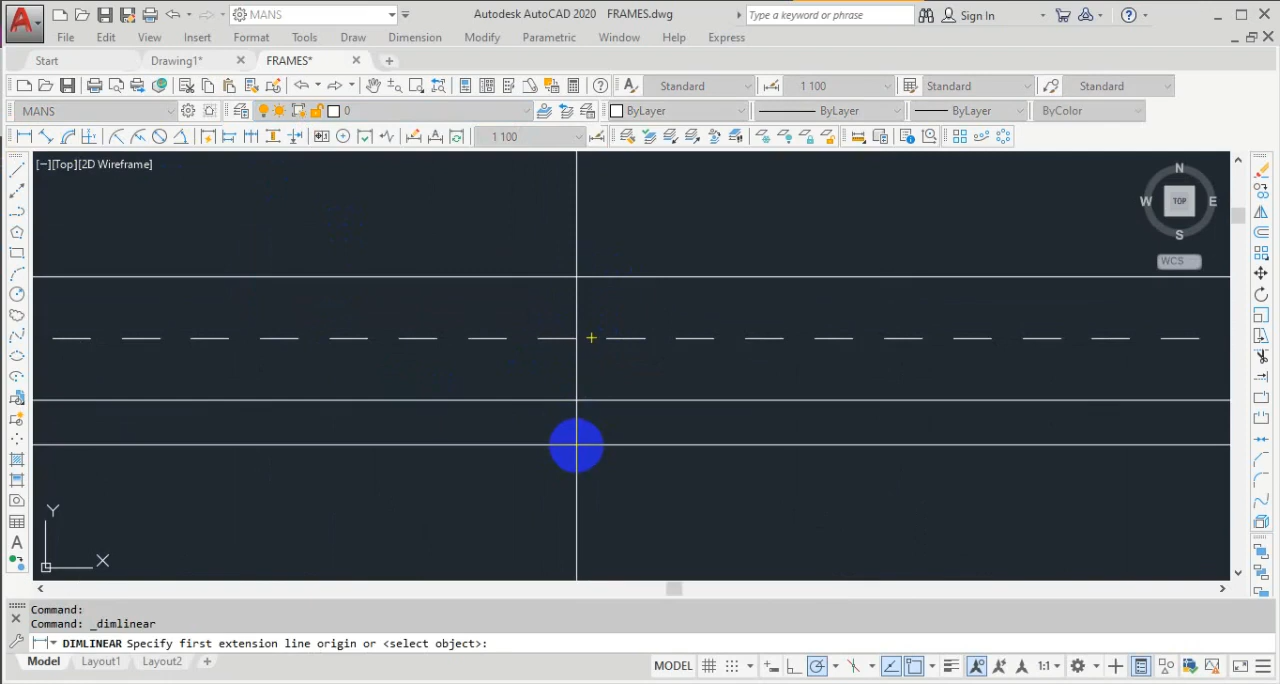 A MANS Autodesk AutoCAD 2020 FRAMES.dwg Type a keyword or phrase Sign In
File Edit View Insert Format Tools Draw Dimension Modify Parametric Window Help Express
Start Drawing1* FRAMES*
Standard 1 100 Standard Standard
MANS 0 ByLayer ByLayer ByLayer ByColor
1 100
[−][Top][2D Wireframe]
N
W TOP E
S
WCS
Y
X
Command:
Command: _dimlinear
DIMLINEAR Specify first extension line origin or <select object>:
Model Layout1 Layout2 + MODEL 1:1